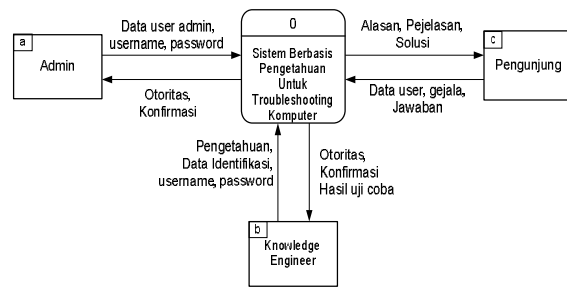 Data user admin,
username, password
a
Admin
Otoritas,
Konfirmasi
0
Sistem Berbasis
Pengetahuan
Untuk
Troubleshooting
Komputer
Alasan, Pejelasan,
Solusi
c
Pengunjung
Data user, gejala,
Jawaban
Pengetahuan,
Data Identifikasi,
username, password
Otoritas,
Konfirmasi
Hasil uji coba
b
Knowledge
Engineer